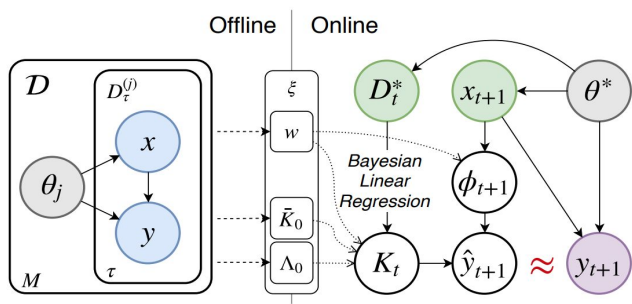 Offline Online
𝒟
D_τ^{(j)}
x
y
θ_j
M
τ
ξ
w
K̄_0
Λ_0
D_t^*
x_{t+1}
θ^*
Bayesian
Linear
Regression
ϕ_{t+1}
K_t
ŷ_{t+1}
≈
y_{t+1}